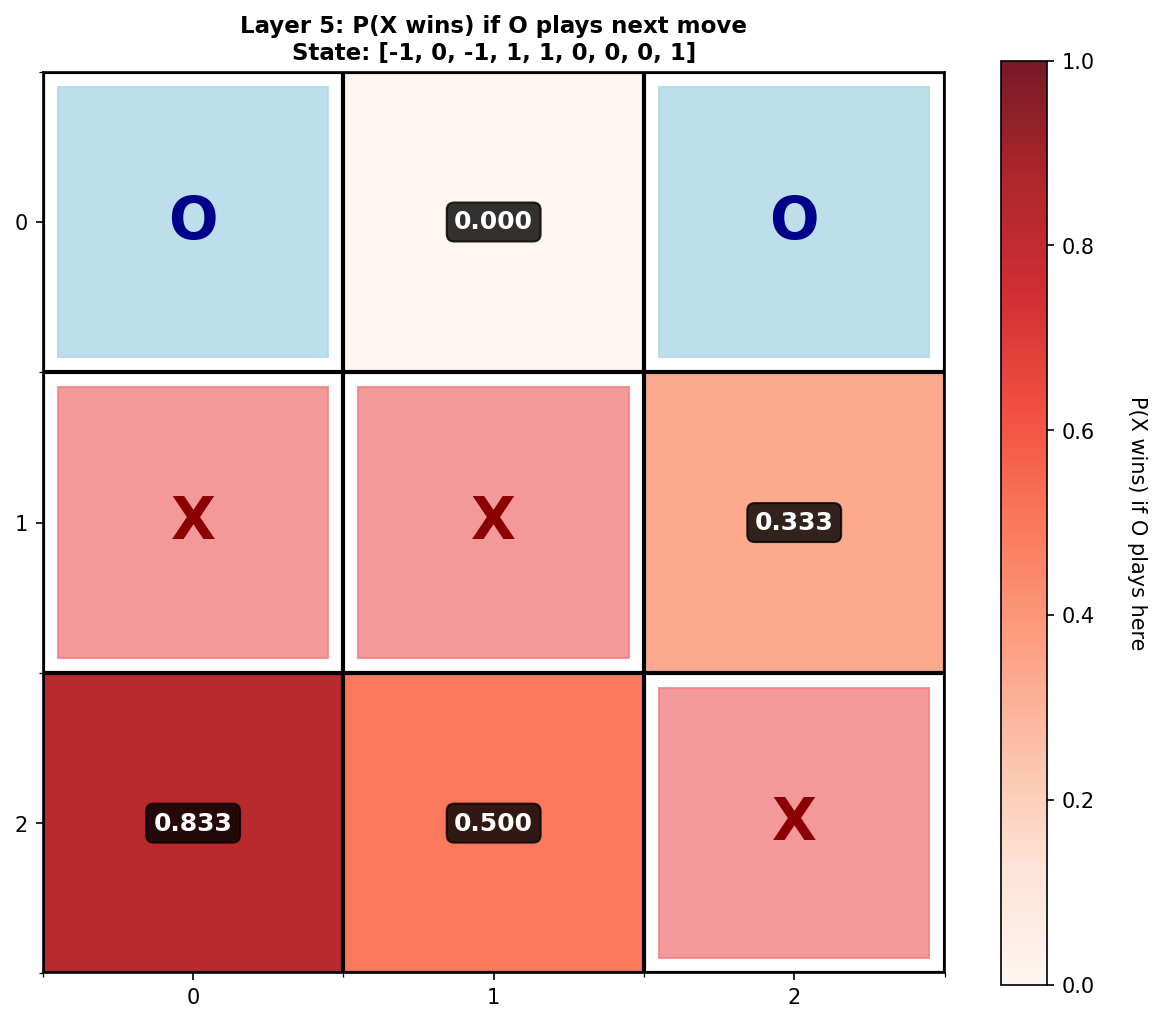 Layer 5: P(X wins) if O plays next move
State: [-1, 0, -1, 1, 1, 0, 0, 0, 1]
1.0
0.8
0.6
0.4
0.2
0.0
P(X wins) if O plays here
0
O
0.000
O
1
X
X
0.333
2
0.833
0.500
X
0
1
2